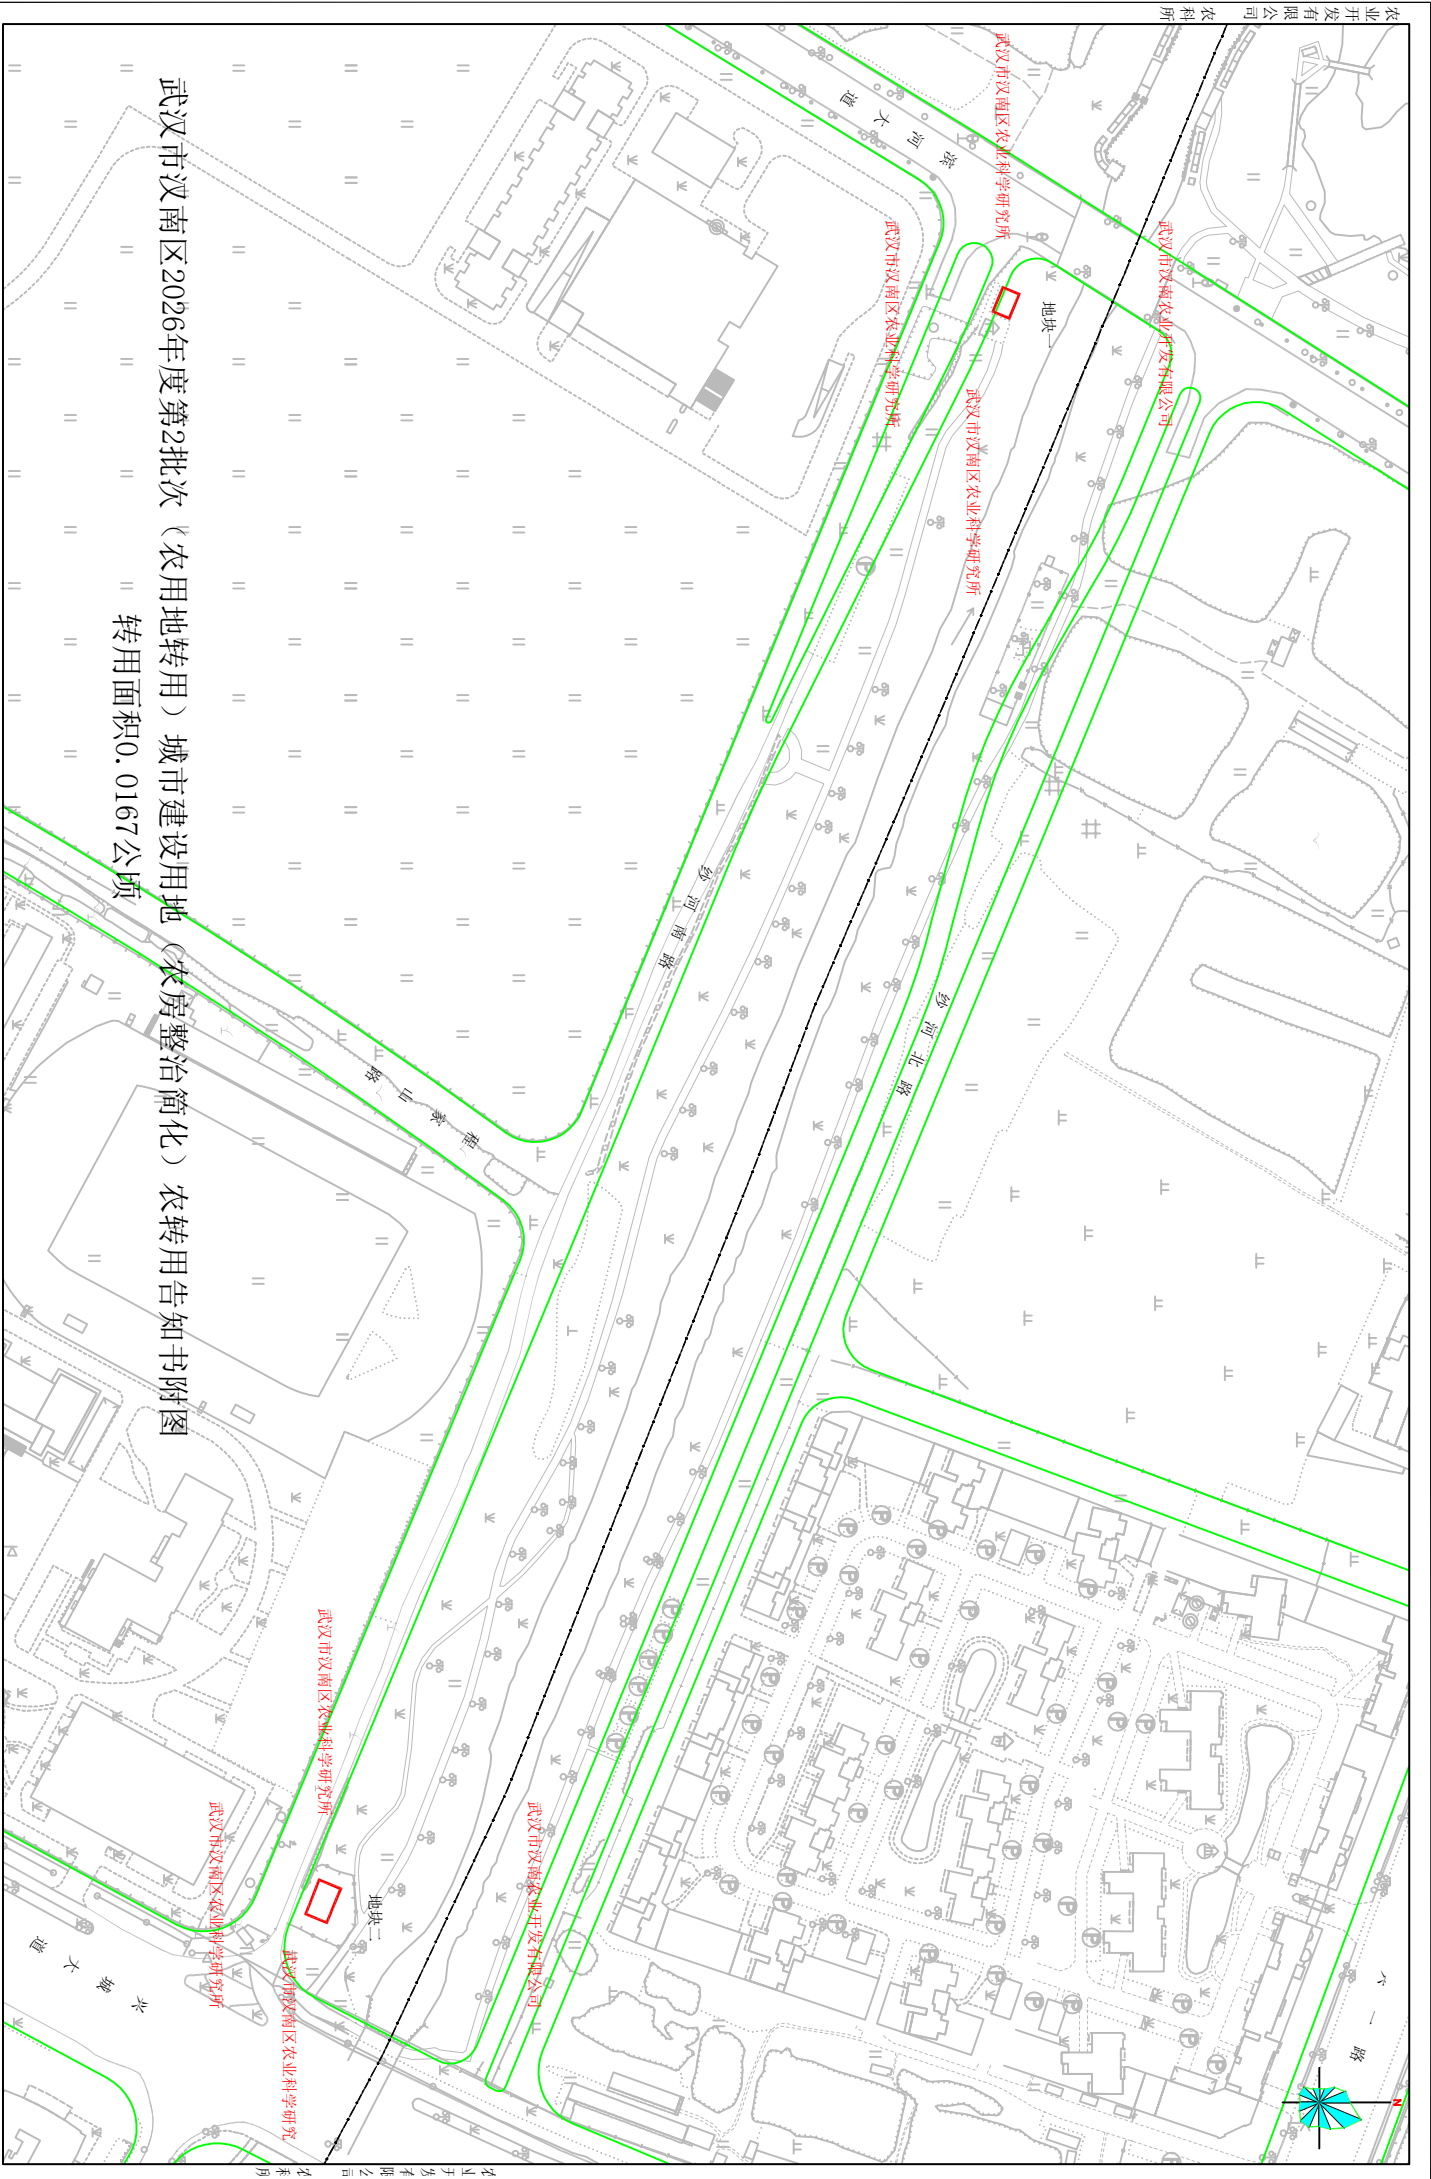 武汉市汉南区2026年度第2批次（农用地转用）城市建设用地（农房整治简化）农转用告知书附图
转用面积0.0167公顷
农业开发有限公司
农科所
武汉市汉南区农业科学研究所
武汉市汉南农业开发有限公司
武汉市汉南区农业科学研究所
武汉市汉南区农业科学研究所
地块一
滨河大道
纱河南路
纱河北路
程家山路
武汉市汉南区农业科学研究所
武汉市汉南区农业科学研究所
武汉市汉南农业开发有限公司
武汉市汉南区农业科学研究
地块二
兴城大道
八一路
N